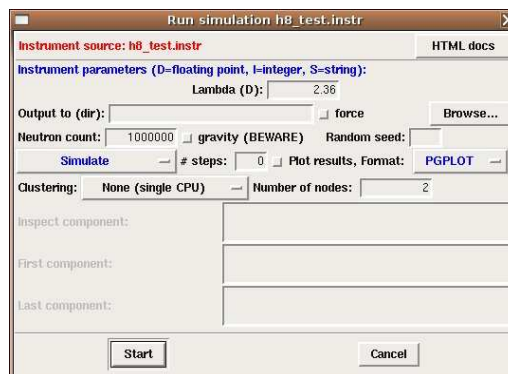 Run simulation h8_test.instr
Instrument source: h8_test.instr HTML docs
Instrument parameters (D=floating point, I=integer, S=string):
Lambda (D): 2.36
Output to (dir): force Browse...
Neutron count: 1000000 gravity (BEWARE) Random seed:
Simulate # steps: 0 Plot results, Format: PGPLOT
Clustering: None (single CPU) Number of nodes: 2
Inspect component:
First component:
Last component:
Start Cancel